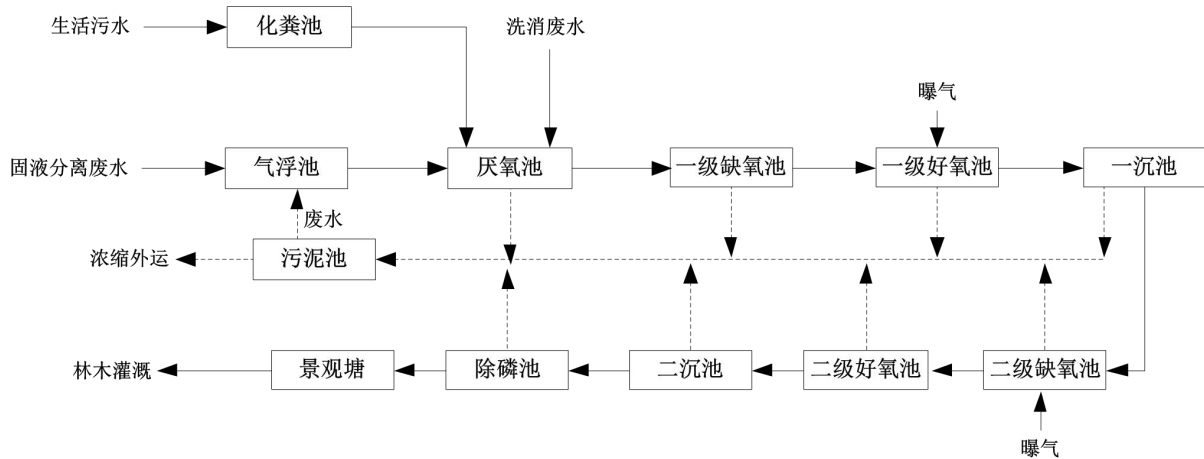 生活污水
化粪池
洗消废水
曝气
固液分离废水
气浮池
厌氧池
一级缺氧池
一级好氧池
一沉池
废水
浓缩外运
污泥池
林木灌溉
景观塘
除磷池
二沉池
二级好氧池
二级缺氧池
曝气